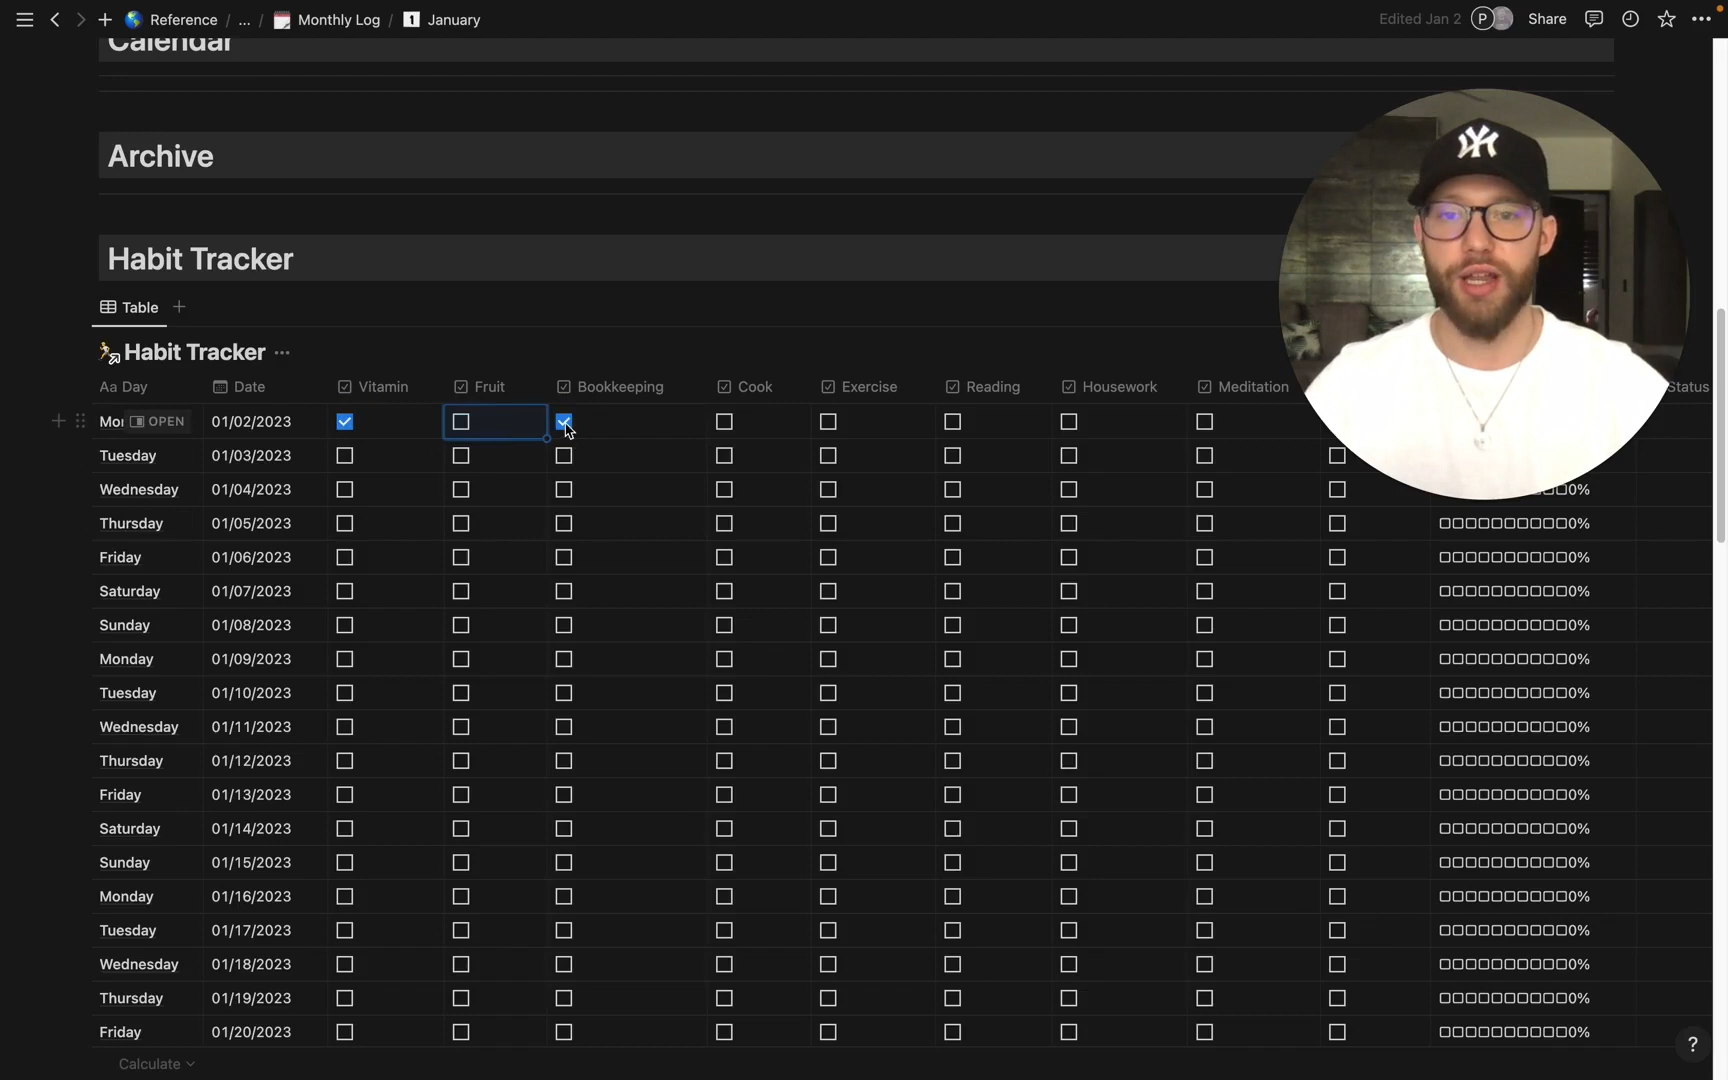 Reference / ... / Monthly Log / 1 January Edited Jan 2 P Share
Calendar
Archive
Habit Tracker
Table
Habit Tracker ...
Aa Day Date Vitamin Fruit Bookkeeping Cook Exercise Reading Housework Meditation Status
OPEN 01/02/2023
Tuesday 01/03/2023
Wednesday 01/04/2023 0%
Thursday 01/05/2023 0%
Friday 01/06/2023 0%
Saturday 01/07/2023 0%
Sunday 01/08/2023 0%
Monday 01/09/2023 0%
Tuesday 01/10/2023 0%
Wednesday 01/11/2023 0%
Thursday 01/12/2023 0%
Friday 01/13/2023 0%
Saturday 01/14/2023 0%
Sunday 01/15/2023 0%
Monday 01/16/2023 0%
Tuesday 01/17/2023 0%
Wednesday 01/18/2023 0%
Thursday 01/19/2023 0%
Friday 01/20/2023 0%
Calculate
?